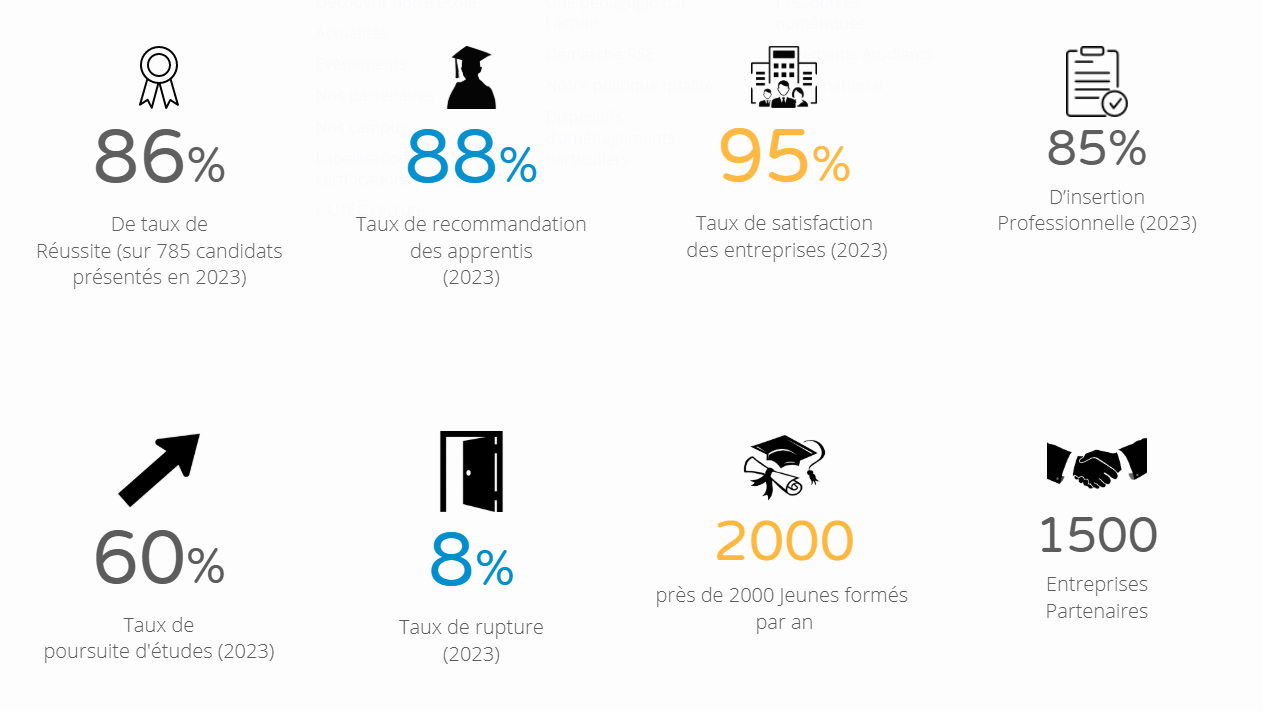 86%
De taux de
Réussite (sur 785 candidats
présentés en 2023)
88%
Taux de recommandation
des apprentis
(2023)
95%
Taux de satisfaction
des entreprises (2023)
85%
D’insertion
Professionnelle (2023)
60%
Taux de
poursuite d'études (2023)
8%
Taux de rupture
(2023)
2000
près de 2000 Jeunes formés
par an
1500
Entreprises
Partenaires